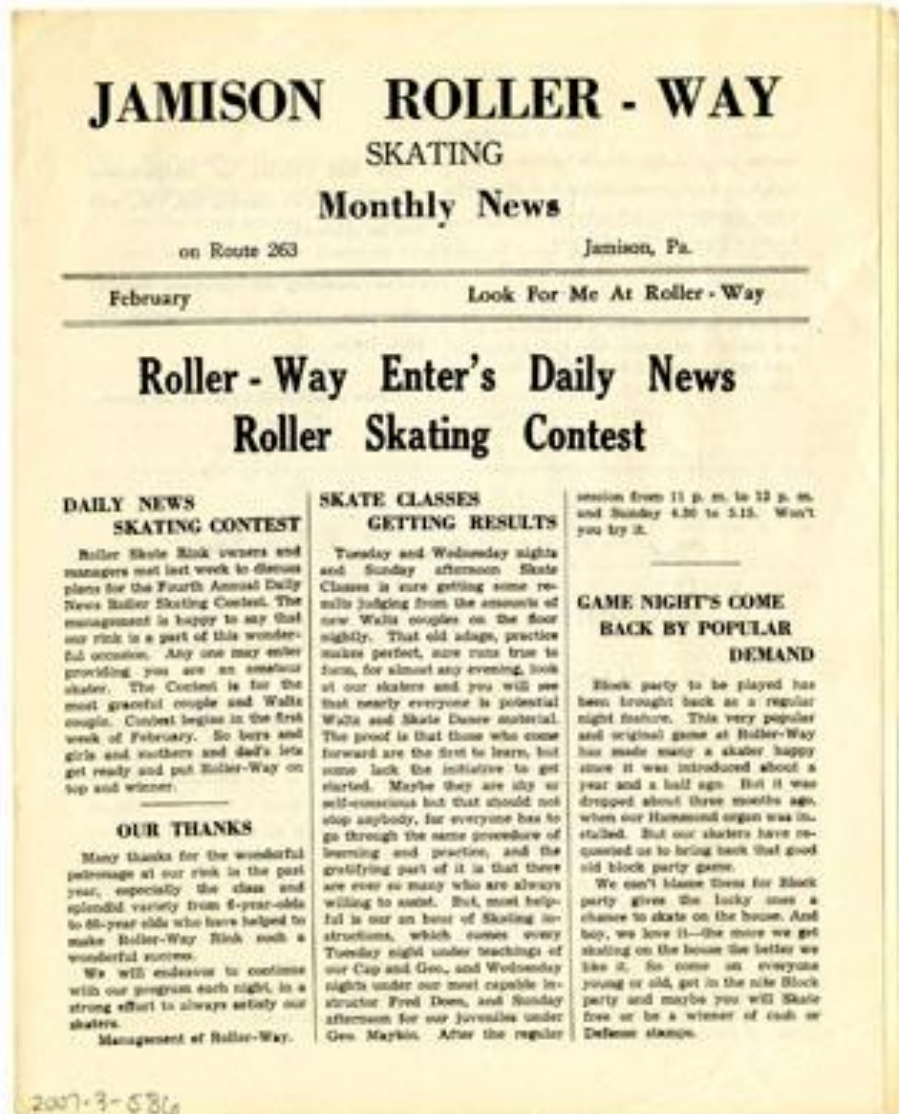 JAMISON ROLLER - WAY
SKATING
Monthly News
on Route 263 Jamison, Pa.
February Look For Me At Roller - Way
Roller - Way Enter's Daily News
Roller Skating Contest
DAILY NEWS
SKATING CONTEST
Roller Skate Rink owners and
managers met last week to discuss
plans for the Fourth Annual Daily
News Roller Skating Contest. The
management is happy to say that
our rink is a part of this wonder-
ful occasion. Any one may enter
providing you are an amateur
skater. The Contest is for the
most graceful couple and Waltz
couple. Contest begins in the first
week of February. So boys and
girls and mothers and dad's lets
get ready and put Roller-Way on
top and winner.
OUR THANKS
Many thanks for the wonderful
patronage at our rink in the past
year, especially the class and
splendid variety from 6-year-olds
to 60-year olds who have helped to
make Roller-Way Rink such a
wonderful success.
We will endeavor to continue
with our program each night, in a
strong effort to always satisfy our
skaters.
Management of Roller-Way.
SKATE CLASSES
GETTING RESULTS
Tuesday and Wednesday nights
and Sunday afternoon Skate
Classes is sure getting some re-
sults judging from the amounts of
new Waltz couples on the floor
nightly. That old adage, practice
makes perfect, sure runs true to
form, for almost any evening, look
at our skaters and you will see
that nearly everyone is potential
Waltz and Skate Dance material.
The proof is that those who come
forward are the first to learn, but
some lack the initiative to get
started. Maybe they are shy or
self-conscious but that should not
stop anybody, for everyone has to
go through the same procedure of
learning and practice, and the
gratifying part of it is that there
are ever so many who are always
willing to assist. But, most help-
ful is our an hour of Skating in-
structions, which comes every
Tuesday night under teachings of
our Cap and Geo., and Wednesday
nights under our most capable in-
structor Fred Doen, and Sunday
afternoon for our juveniles under
Geo. Maybin. After the regular
session from 11 p. m. to 12 p. m.
and Sunday 4.30 to 5.15. Won't
you try it.
GAME NIGHT'S COME
BACK BY POPULAR
DEMAND
Block party to be played has
been brought back as a regular
night feature. This very popular
and original game at Roller-Way
has made many a skater happy
since it was introduced about a
year and a half ago. But it was
dropped about three months ago,
when our Hammond organ was in-
stalled. But our skaters have re-
quested us to bring back that good
old block party game.
We can't blame them for Block
party gives the lucky ones a
chance to skate on the house. And
boy, we love it—the more we get
skating on the house the better we
like it. So come on everyone
young or old, get in the nite Block
party and maybe you will Skate
free or be a winner of cash or
Defense stamps.
2007-3-536